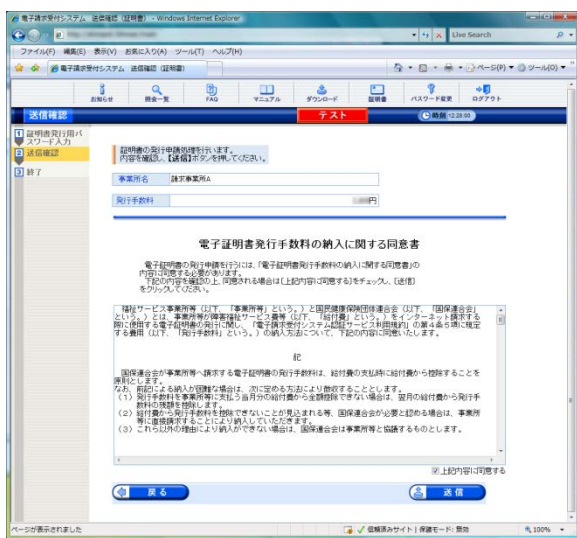 電子請求受付システム 送信確認 (証明書) - Windows Internet Explorer
Live Search
ファイル(F) 編集(E) 表示(V) お気に入り(A) ツール(T) ヘルプ(H)
電子請求受付システム 送信確認 (証明書)
ページ(P) ツール(O)
お知らせ 照会一覧 FAQ マニュアル ダウンロード 証明書 パスワード変更 ログアウト
送信確認
テスト
時刻 12:28:00
1 証明書発行用パスワード入力
2 送信確認
3 終了
証明書の発行申請処理を行います。
内容を確認し、【送信】ボタンを押してください。
事業所名 請求事業所A
発行手数料 円
電子証明書発行手数料の納入に関する同意書
電子証明書の発行申請を行うには、「電子証明書発行手数料の納入に関する同意書」の
内容に同意する必要があります。
下記の内容を確認の上、同意される場合は[上記内容に同意する]をチェックし、[送信]
をクリックしてください。
福祉サービス事業所等（以下、「事業所等」という。）と国民健康保険団体連合会（以下、「国保連合会」
という。）とは、事業所等が障害福祉サービス費等（以下、「給付費」という。）をインターネット請求する
際に使用する電子証明書の発行に関し、「電子請求受付システム認証サービス利用規約」の第４条５項に規定
する費用（以下、「発行手数料」という。）の納入方法について、下記の内容に同意いたします。
記
国保連合会が事業所等へ請求する電子証明書の発行手数料は、給付費の支払時に給付費から控除することを
原則とします。
なお、前記による納入が困難な場合は、次に定める方法により徴収することとします。
（１）発行手数料を事業所等に支払う当月分の給付費から全額控除できない場合は、翌月の給付費から発行手
数料の残額を控除します。
（２）給付費から発行手数料を控除できないことが見込まれる等、国保連合会が必要と認める場合は、事業所
等に直接請求することにより納入していただきます。
（３）これら以外の理由により納入ができない場合は、国保連合会は事業所等と協議するものとします。
上記内容に同意する
戻る 送信
ページが表示されました
信頼済みサイト | 保護モード: 無効 100%